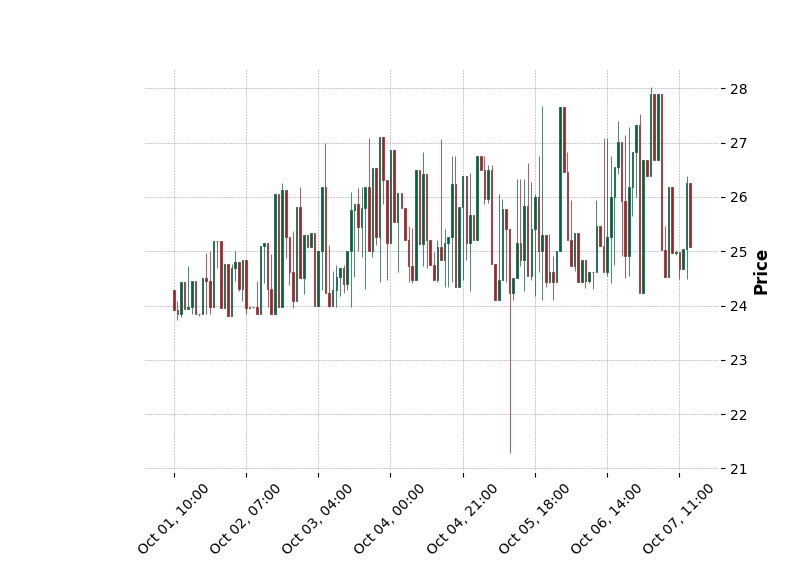 28
27
26
25
24
23
22
21
Price
Oct 01, 10:00
Oct 02, 07:00
Oct 03, 04:00
Oct 04, 00:00
Oct 04, 21:00
Oct 05, 18:00
Oct 06, 14:00
Oct 07, 11:00